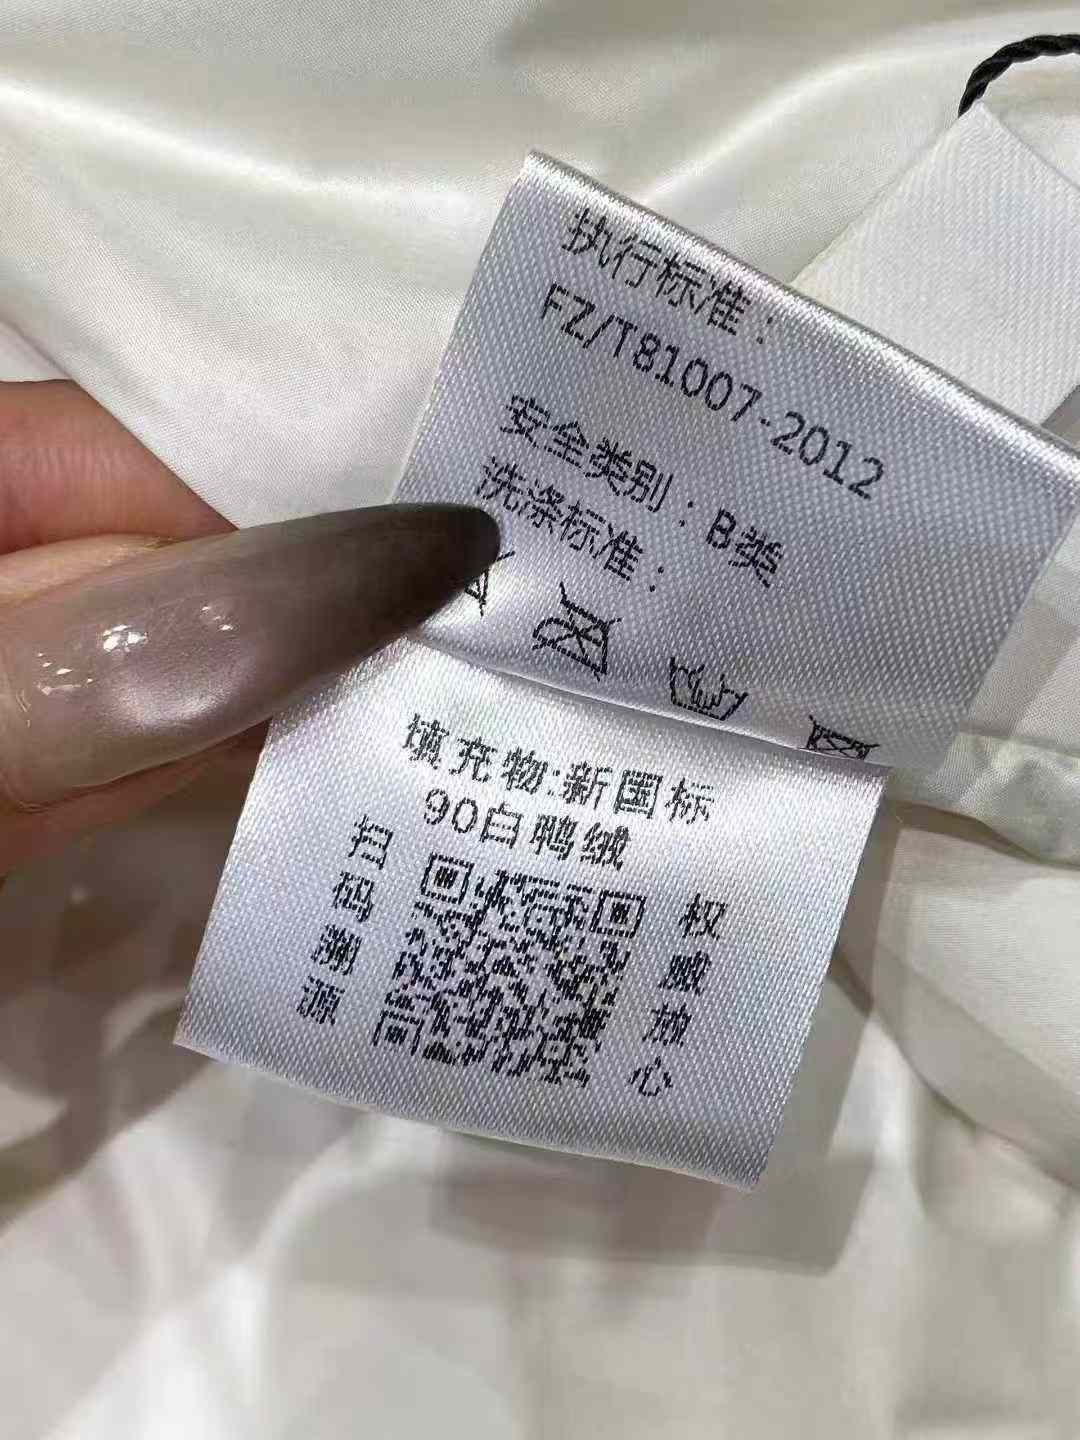 执行标准：
FZ/T81007-2012
安全类别：B类
洗涤标准：
填充物:新国标
90白鸭绒
扫码溯源
权威放心